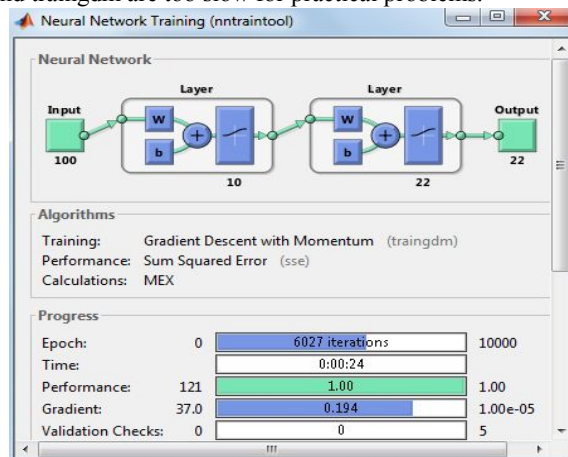 and traingdm are too slow for practical problems.
Neural Network Training (nntraintool)
Neural Network
Layer Layer
Input Output
W W
b b
+ +
100 10 22 22
Algorithms
Training: Gradient Descent with Momentum (traingdm)
Performance: Sum Squared Error (sse)
Calculations: MEX
Progress
Epoch: 0 6027 iterations 10000
Time: 0:00:24
Performance: 121 1.00 1.00
Gradient: 37.0 0.194 1.00e-05
Validation Checks: 0 0 5